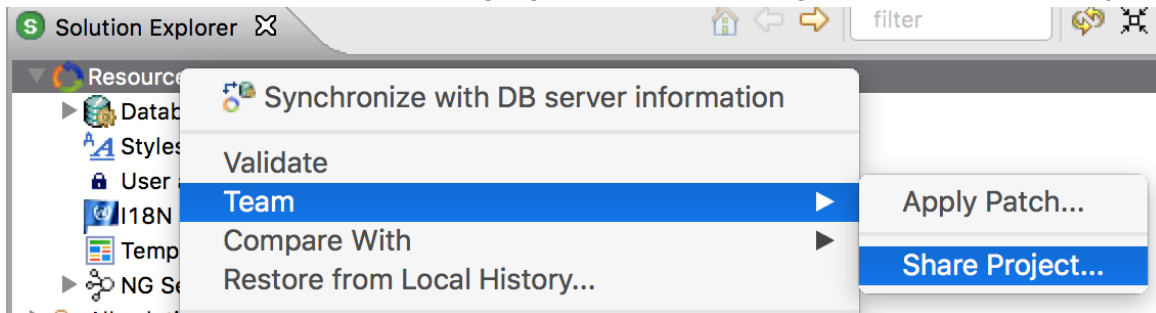 S Solution Explorer
filter
Resource
Synchronize with DB server information
Datab
Styles
Validate
User
Team
Apply Patch...
I18N
Compare With
Temp
Share Project...
Restore from Local History...
NG Se